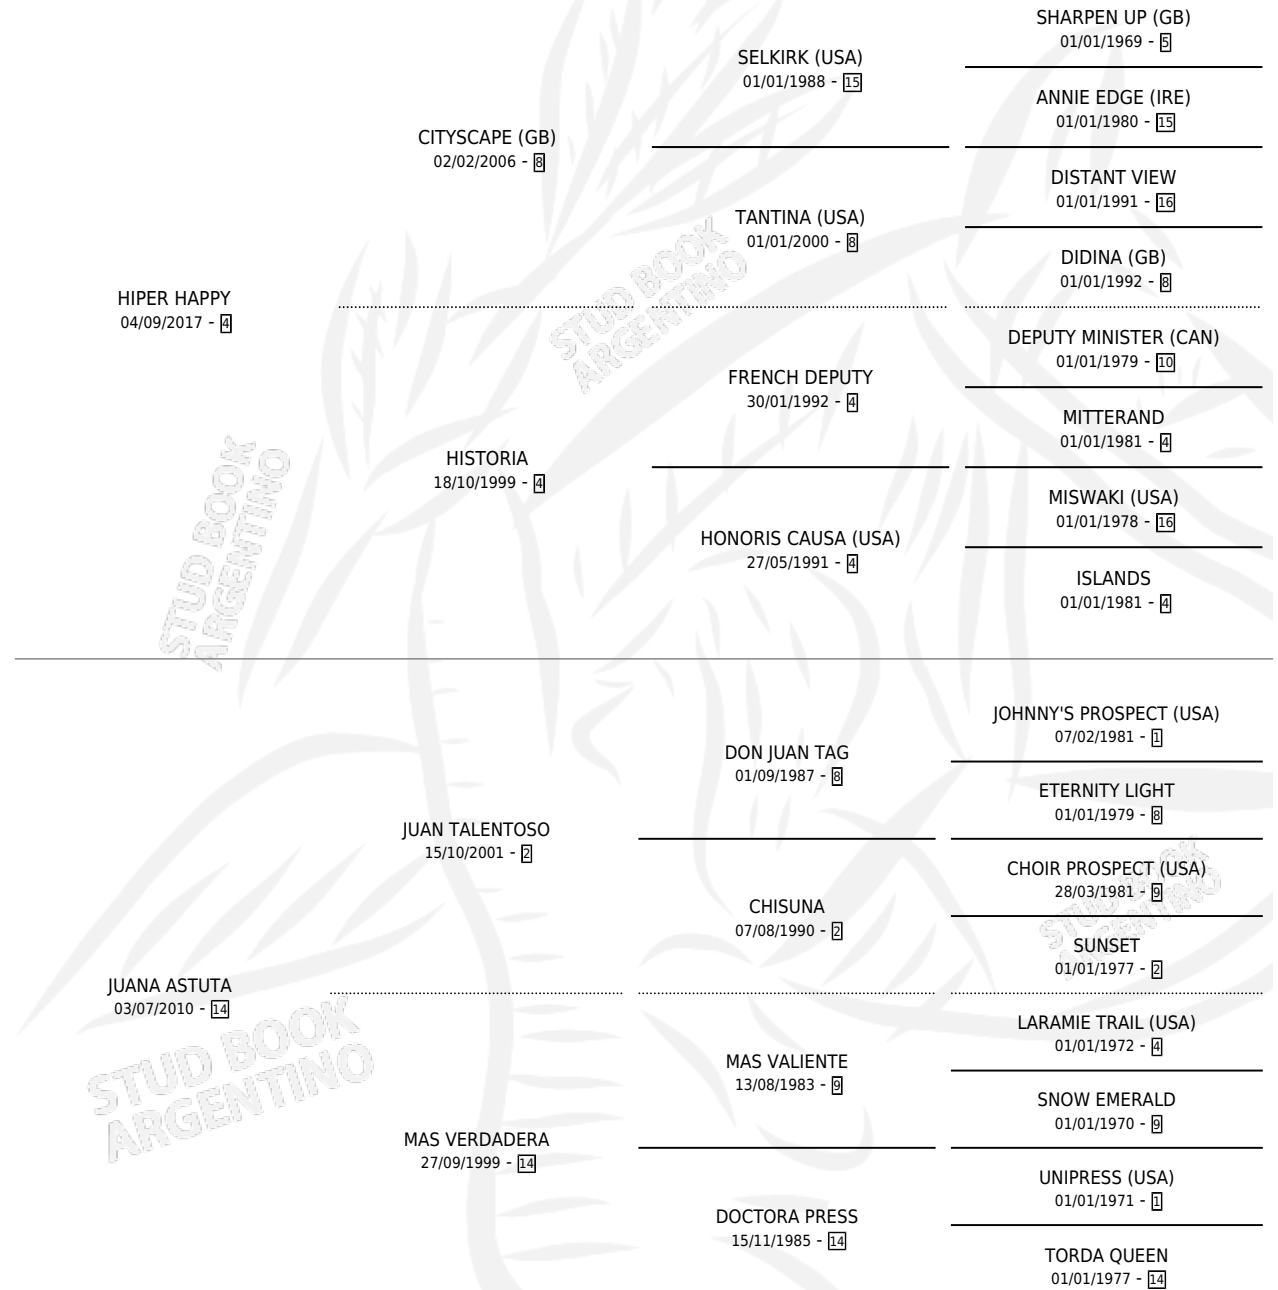 SHARPEN UP (GB)
01/01/1969 - 5
SELKIRK (USA)
01/01/1988 - 15
ANNIE EDGE (IRE)
01/01/1980 - 15
CITYSCAPE (GB)
02/02/2006 - 8
DISTANT VIEW
01/01/1991 - 16
TANTINA (USA)
01/01/2000 - 8
DIDINA (GB)
01/01/1992 - 8
HIPER HAPPY
04/09/2017 - 4
STUD BOOK
ARGENTINO
DEPUTY MINISTER (CAN)
01/01/1979 - 10
FRENCH DEPUTY
30/01/1992 - 4
MITTERAND
01/01/1981 - 4
HISTORIA
18/10/1999 - 4
MISWAKI (USA)
01/01/1978 - 16
HONORIS CAUSA (USA)
27/05/1991 - 4
ISLANDS
01/01/1981 - 4
STUD BOOK
ARGENTINO
JOHNNY'S PROSPECT (USA)
07/02/1981 - 1
DON JUAN TAG
01/09/1987 - 8
ETERNITY LIGHT
01/01/1979 - 8
JUAN TALENTOSO
15/10/2001 - 2
CHOIR PROSPECT (USA)
28/03/1981 - 9
CHISUNA
07/08/1990 - 2
SUNSET
01/01/1977 - 2
STUD BOOK
ARGENTINO
JUANA ASTUTA
03/07/2010 - 14
LARAMIE TRAIL (USA)
01/01/1972 - 4
MAS VALIENTE
13/08/1983 - 9
SNOW EMERALD
01/01/1970 - 9
STUD BOOK
ARGENTINO
MAS VERDADERA
27/09/1999 - 14
UNIPRESS (USA)
01/01/1971 - 1
DOCTORA PRESS
15/11/1985 - 14
TORDA QUEEN
01/01/1977 - 14